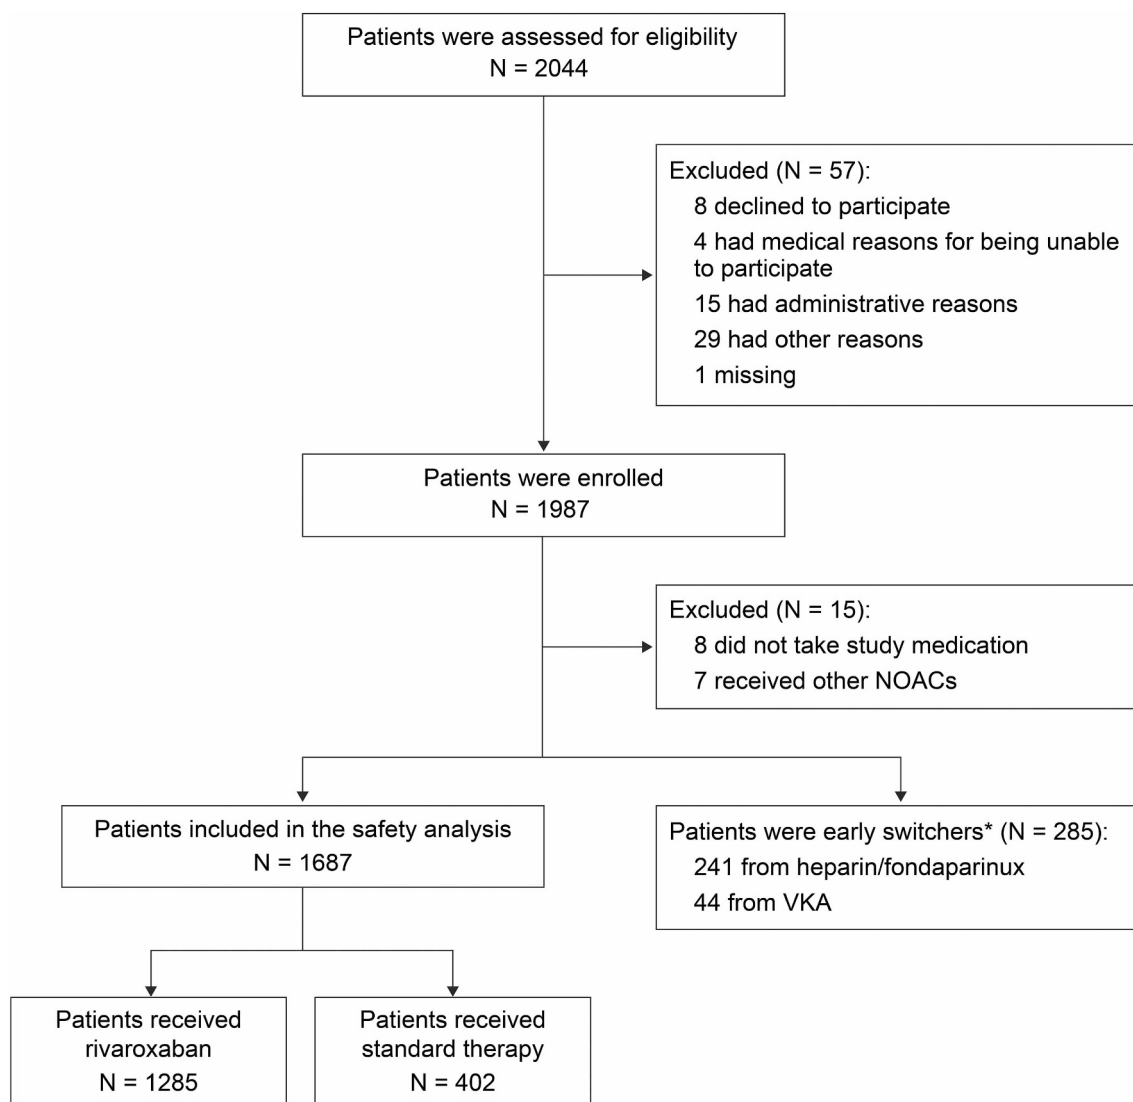 Patients were assessed for eligibility
N = 2044
Excluded (N = 57):
8 declined to participate
4 had medical reasons for being unable
to participate
15 had administrative reasons
29 had other reasons
1 missing
Patients were enrolled
N = 1987
Excluded (N = 15):
8 did not take study medication
7 received other NOACs
Patients included in the safety analysis
N = 1687
Patients were early switchers* (N = 285):
241 from heparin/fondaparinux
44 from VKA
Patients received
rivaroxaban
N = 1285
Patients received
standard therapy
N = 402